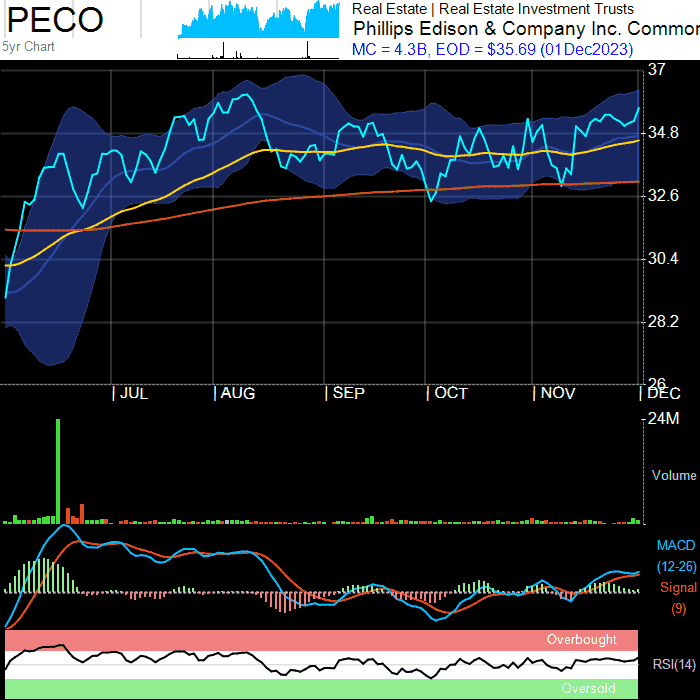 PECO
5yr Chart
Real Estate | Real Estate Investment Trusts
Phillips Edison & Company Inc. Common
MC = 4.3B, EOD = $35.69 (01Dec2023)
37
34.8
32.6
30.4
28.2
26
JUL
AUG
SEP
OCT
NOV
DEC
24M
Volume
MACD
(12-26)
Signal
(9)
Overbought
RSI(14)
Oversold